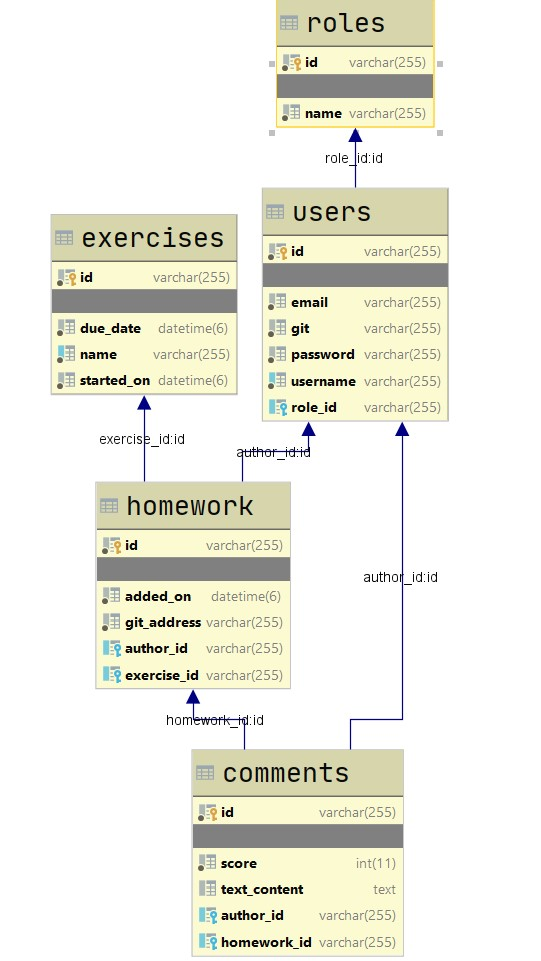 roles
id varchar(255)
name varchar(255)
role_id:id
users
id varchar(255)
email varchar(255)
git varchar(255)
password varchar(255)
username varchar(255)
role_id varchar(255)
exercises
id varchar(255)
due_date datetime(6)
name varchar(255)
started_on datetime(6)
exercise_id:id
author_id:id
homework
id varchar(255)
added_on datetime(6)
git_address varchar(255)
author_id varchar(255)
exercise_id varchar(255)
author_id:id
homework_id:id
comments
id varchar(255)
score int(11)
text_content text
author_id varchar(255)
homework_id varchar(255)